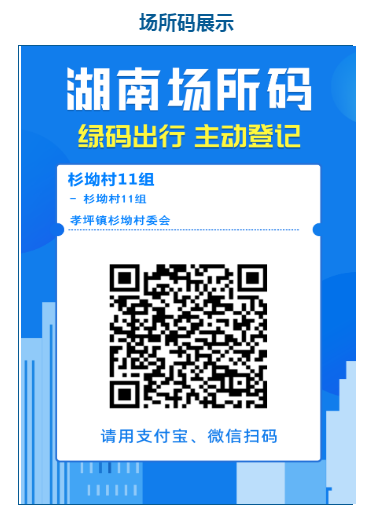 场所码展示
湖南场所码
绿码出行 主动登记
杉坳村11组
- 杉坳村11组
孝坪镇杉坳村委会
请用支付宝、微信扫码